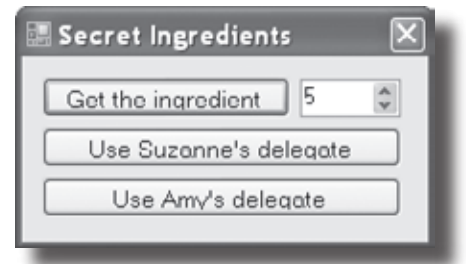 Secret Ingredients
Get the ingredient 5
Use Suzanne's delegate
Use Amy's delegate